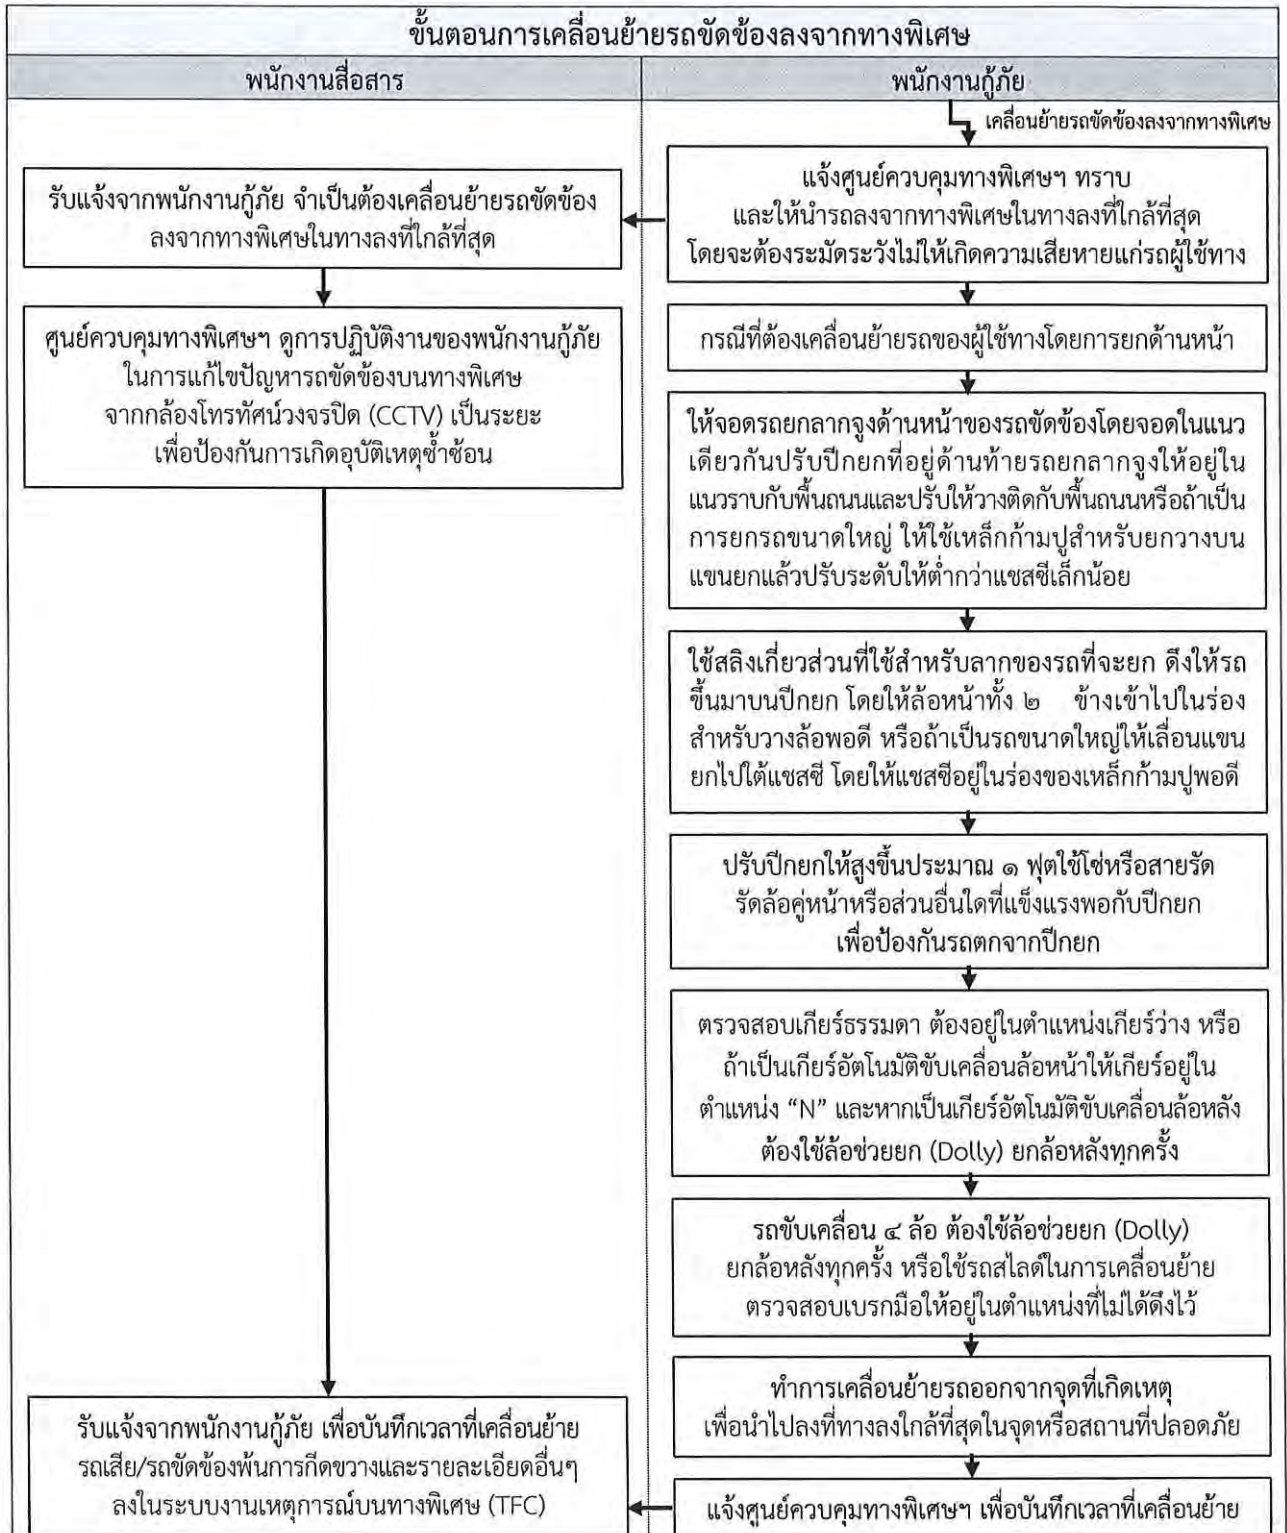 ขั้นตอนการเคลื่อนย้ายรถขัดข้องลงจากทางพิเศษ
พนักงานสื่อสาร
พนักงานกู้ภัย
เคลื่อนย้ายรถขัดข้องลงจากทางพิเศษ
แจ้งศูนย์ควบคุมทางพิเศษฯ ทราบ
และให้นำรถลงจากทางพิเศษในทางลงที่ใกล้ที่สุด
โดยจะต้องระมัดระวังไม่ให้เกิดความเสียหายแก่รถผู้ใช้ทาง
รับแจ้งจากพนักงานกู้ภัย จำเป็นต้องเคลื่อนย้ายรถขัดข้อง
ลงจากทางพิเศษในทางลงที่ใกล้ที่สุด
ศูนย์ควบคุมทางพิเศษฯ ดูการปฏิบัติงานของพนักงานกู้ภัย
ในการแก้ไขปัญหารถขัดข้องบนทางพิเศษ
จากกล้องโทรทัศน์วงจรปิด (CCTV) เป็นระยะ
เพื่อป้องกันการเกิดอุบัติเหตุซ้ำซ้อน
กรณีที่ต้องเคลื่อนย้ายรถของผู้ใช้ทางโดยการยกด้านหน้า
ให้จอดรถยกลากจูงด้านหน้าของรถขัดข้องโดยจอดในแนว
เดียวกันปรับปีกยกที่อยู่ด้านท้ายรถยกลากจูงให้อยู่ใน
แนวราบกับพื้นถนนและปรับให้วางติดกับพื้นถนนหรือถ้าเป็น
การยกรถขนาดใหญ่ ให้ใช้เหล็กก้ามปูสำหรับยกวางบน
แขนยกแล้วปรับระดับให้ต่ำกว่าแชสซีเล็กน้อย
ใช้สลิงเกี่ยวส่วนที่ใช้สำหรับลากของรถที่จะยก ดึงให้รถ
ขึ้นมาบนปีกยก โดยให้ล้อหน้าทั้ง ๒ ข้างเข้าไปในร่อง
สำหรับวางล้อพอดี หรือถ้าเป็นรถขนาดใหญ่ให้เลื่อนแขน
ยกไปใต้แชสซี โดยให้แชสซีอยู่ในร่องของเหล็กก้ามปูพอดี
ปรับปีกยกให้สูงขึ้นประมาณ ๑ ฟุตใช้โซ่หรือสายรัด
รัดล้อคู่หน้าหรือส่วนอื่นใดที่แข็งแรงพอกับปีกยก
เพื่อป้องกันรถตกจากปีกยก
ตรวจสอบเกียร์ธรรมดา ต้องอยู่ในตำแหน่งเกียร์ว่าง หรือ
ถ้าเป็นเกียร์อัตโนมัติขับเคลื่อนล้อหน้าให้เกียร์อยู่ใน
ตำแหน่ง “N” และหากเป็นเกียร์อัตโนมัติขับเคลื่อนล้อหลัง
ต้องใช้ล้อช่วยยก (Dolly) ยกล้อหลังทุกครั้ง
รถขับเคลื่อน ๔ ล้อ ต้องใช้ล้อช่วยยก (Dolly)
ยกล้อหลังทุกครั้ง หรือใช้รถสไลด์ในการเคลื่อนย้าย
ตรวจสอบเบรกมือให้อยู่ในตำแหน่งที่ไม่ได้ดึงไว้
ทำการเคลื่อนย้ายรถออกจากจุดที่เกิดเหตุ
เพื่อนำไปลงที่ทางลงใกล้ที่สุดในจุดหรือสถานที่ปลอดภัย
แจ้งศูนย์ควบคุมทางพิเศษฯ เพื่อบันทึกเวลาที่เคลื่อนย้าย
รับแจ้งจากพนักงานกู้ภัย เพื่อบันทึกเวลาที่เคลื่อนย้าย
รถเสีย/รถขัดข้องพ้นการกีดขวางและรายละเอียดอื่นๆ
ลงในระบบงานเหตุการณ์บนทางพิเศษ (TFC)